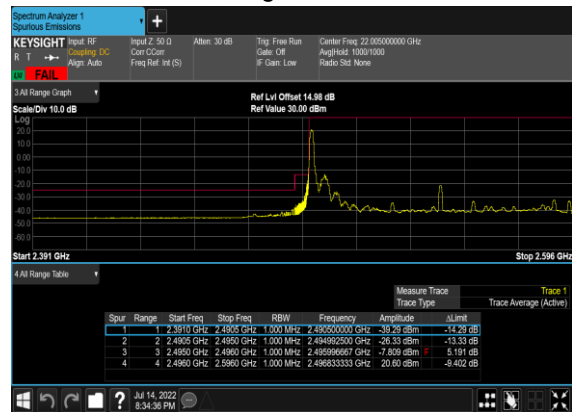 Spectrum Analyzer 1
Spurious Emissions
KEYSIGHT Input: RF Input Z: 50 Ω Atten: 30 dB Trig: Free Run Center Freq: 22.005000000 GHz
R T Coupling: DC Corr CCorr Gate: Off Avg|Hold: 1000/1000
Align: Auto Freq Ref: Int (S) IF Gain: Low Radio Std: None
LW FAIL
3 All Range Graph
Ref Lvl Offset 14.98 dB
Scale/Div 10.0 dB Ref Value 30.00 dBm
Log
20.0
10.0
0.00
-10.0
-20.0
-30.0
-40.0
-50.0
-60.0
Start 2.391 GHz Stop 2.596 GHz
4 All Range Table
Measure Trace Trace 1
Trace Type Trace Average (Active)
Spur Range Start Freq Stop Freq RBW Frequency Amplitude ΔLimit
1 1 2.3910 GHz 2.4905 GHz 1.000 MHz 2.490500000 GHz -39.29 dBm -14.29 dB
2 2 2.4905 GHz 2.4950 GHz 1.000 MHz 2.494992500 GHz -26.33 dBm -13.33 dB
3 3 2.4950 GHz 2.4960 GHz 1.000 MHz 2.495996667 GHz -7.809 dBm F 5.191 dB
4 4 2.4960 GHz 2.5960 GHz 1.000 MHz 2.496833333 GHz 20.60 dBm -9.402 dB
Jul 14, 2022
8:34:36 PM